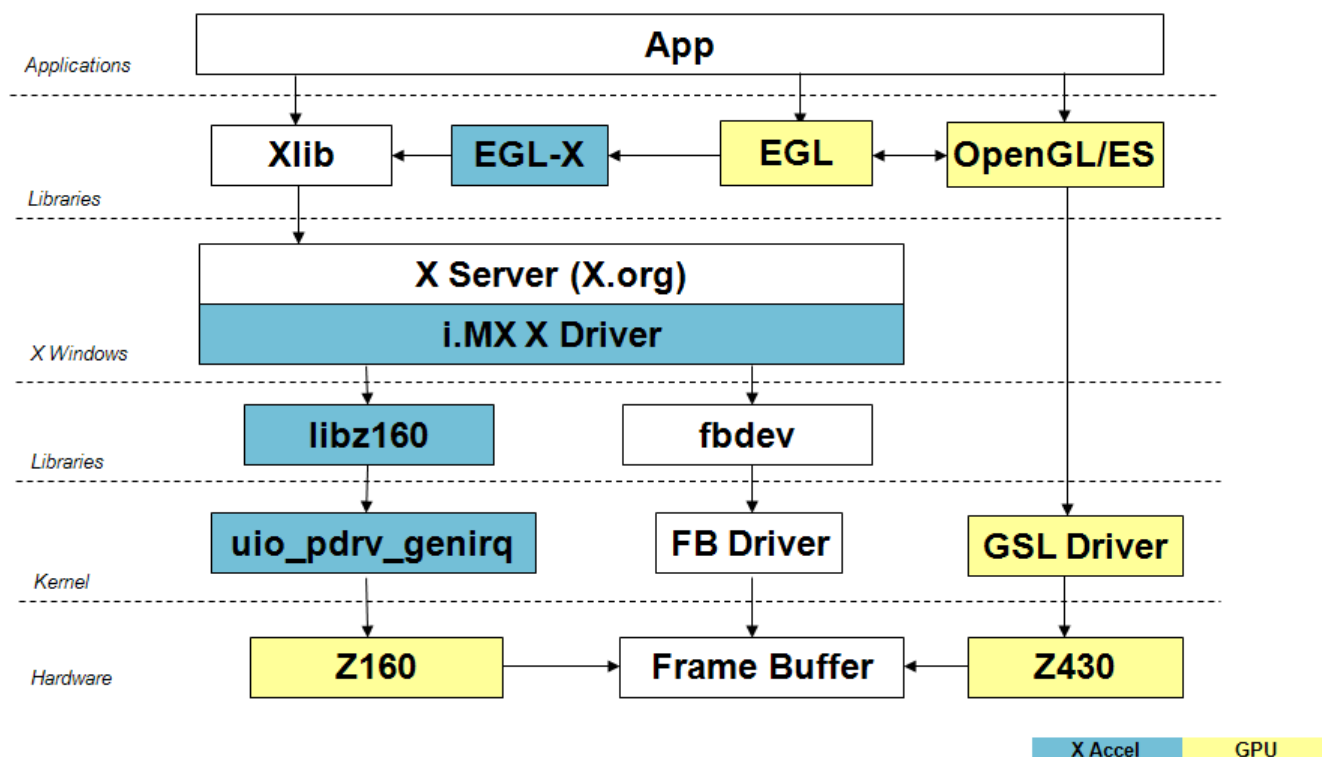 App
Applications
Xlib
EGL-X
EGL
OpenGL/ES
Libraries
X Server (X.org)
i.MX X Driver
X Windows
libz160
fbdev
Libraries
uio_pdrv_genirq
FB Driver
GSL Driver
Kernel
Z160
Frame Buffer
Z430
Hardware
X Accel
GPU